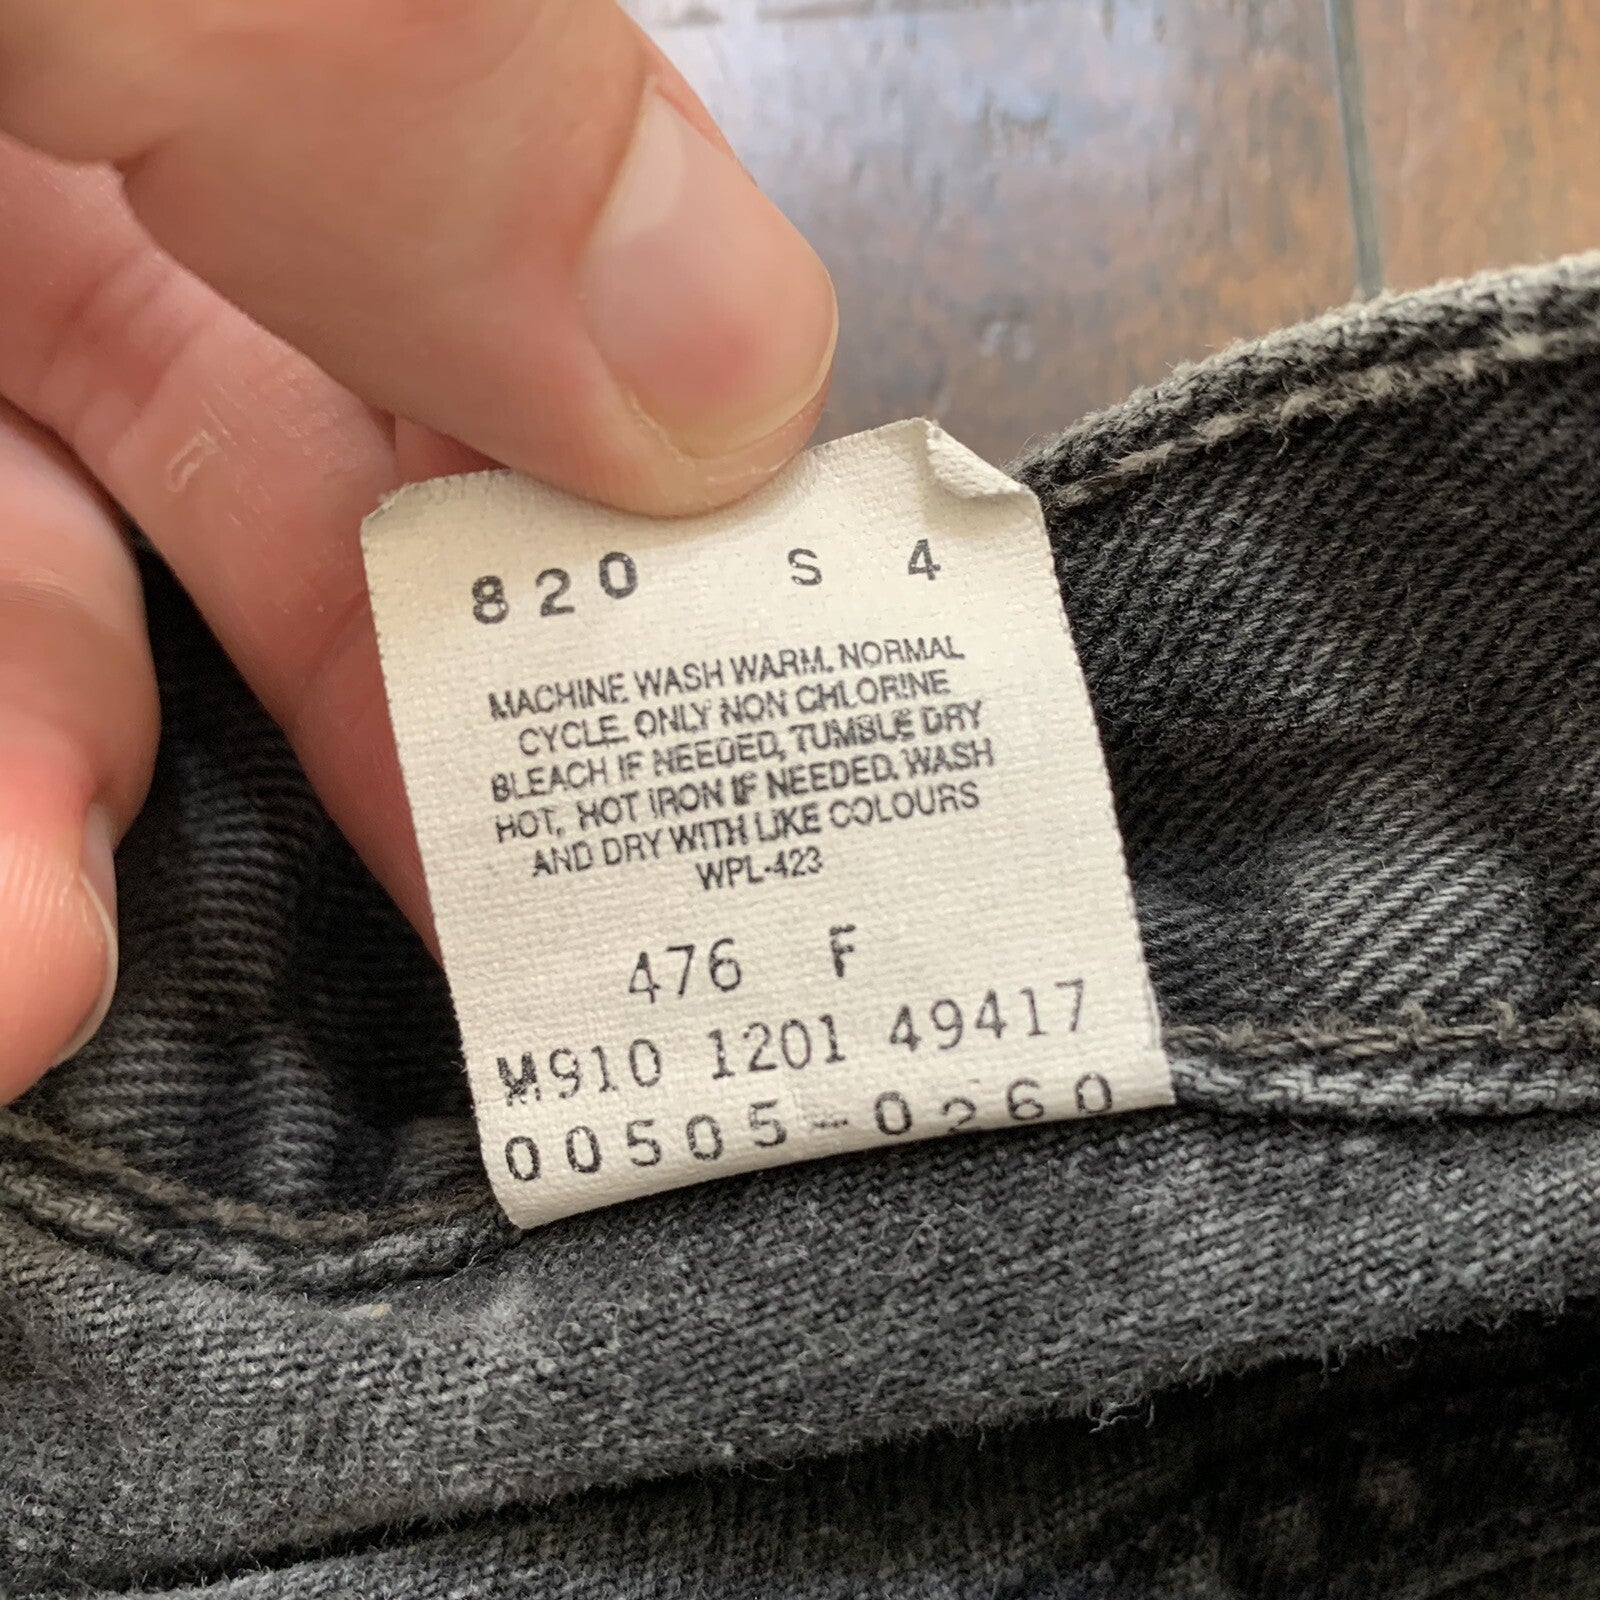 820 S 4
MACHINE WASH WARM. NORMAL
CYCLE. ONLY NON CHLORINE
BLEACH IF NEEDED, TUMBLE DRY
HOT, HOT IRON IF NEEDED. WASH
AND DRY WITH LIKE COLOURS
WPL-423
476 F
M910 1201 49417
00505-0260